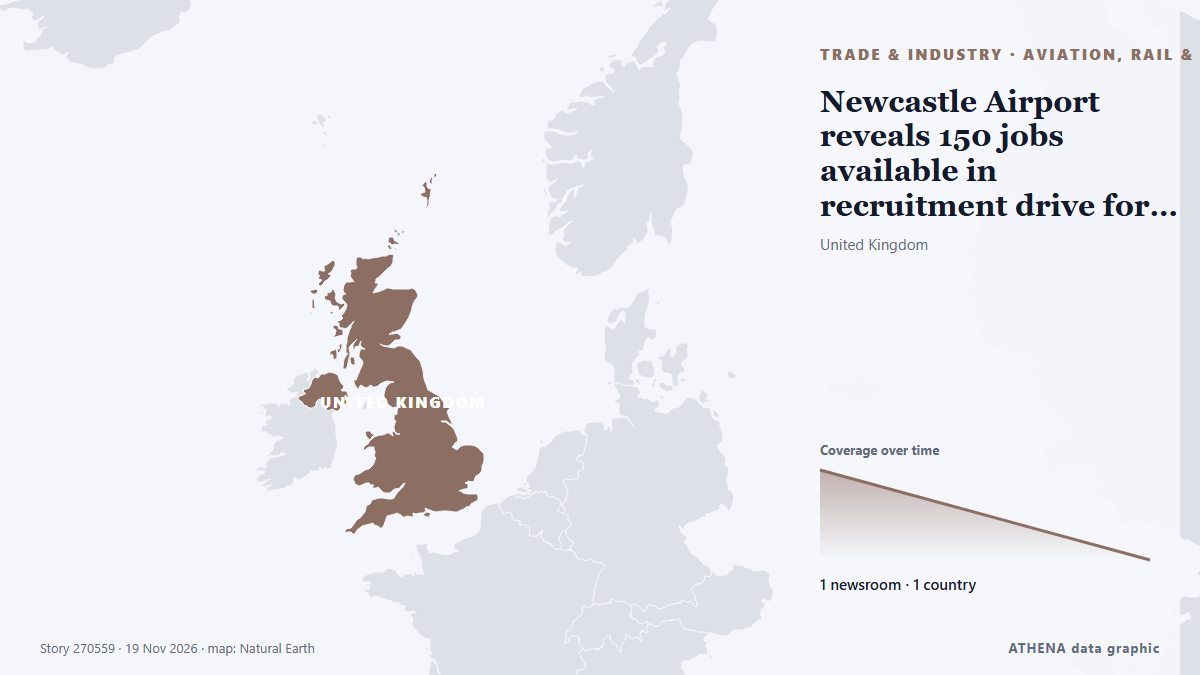 TRADE & INDUSTRY · AVIATION, RAIL &
Newcastle Airport
reveals 150 jobs
available in
recruitment drive for…
United Kingdom
UNITED KINGDOM
Coverage over time
1 newsroom · 1 country
Story 270559 · 19 Nov 2026 · map: Natural Earth
ATHENA data graphic